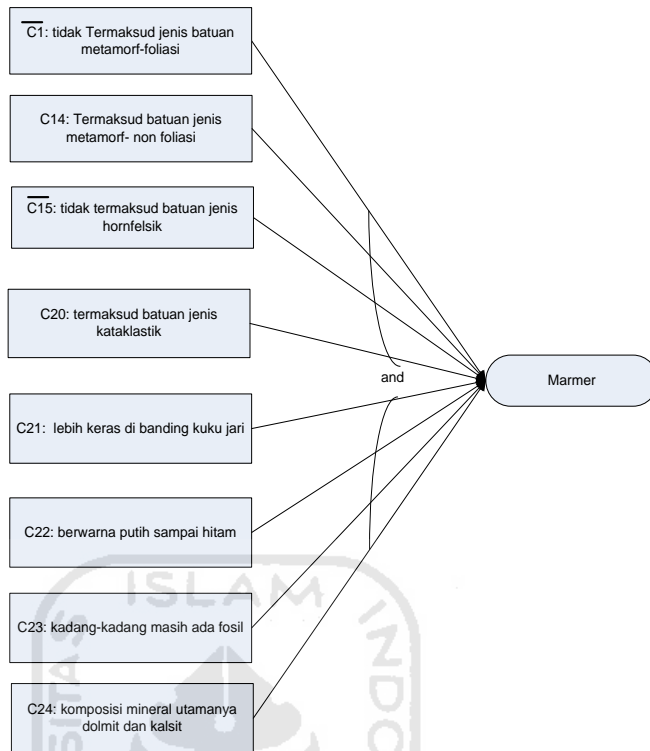 C1: tidak Termaksud jenis batuan
metamorf-foliasi
C14: Termaksud batuan jenis
metamorf- non foliasi
C15: tidak termaksud batuan jenis
hornfelsik
C20: termaksud batuan jenis
kataklastik
and
Marmer
C21: lebih keras di banding kuku jari
C22: berwarna putih sampai hitam
C23: kadang-kadang masih ada fosil
C24: komposisi mineral utamanya
dolmit dan kalsit
ISLAM